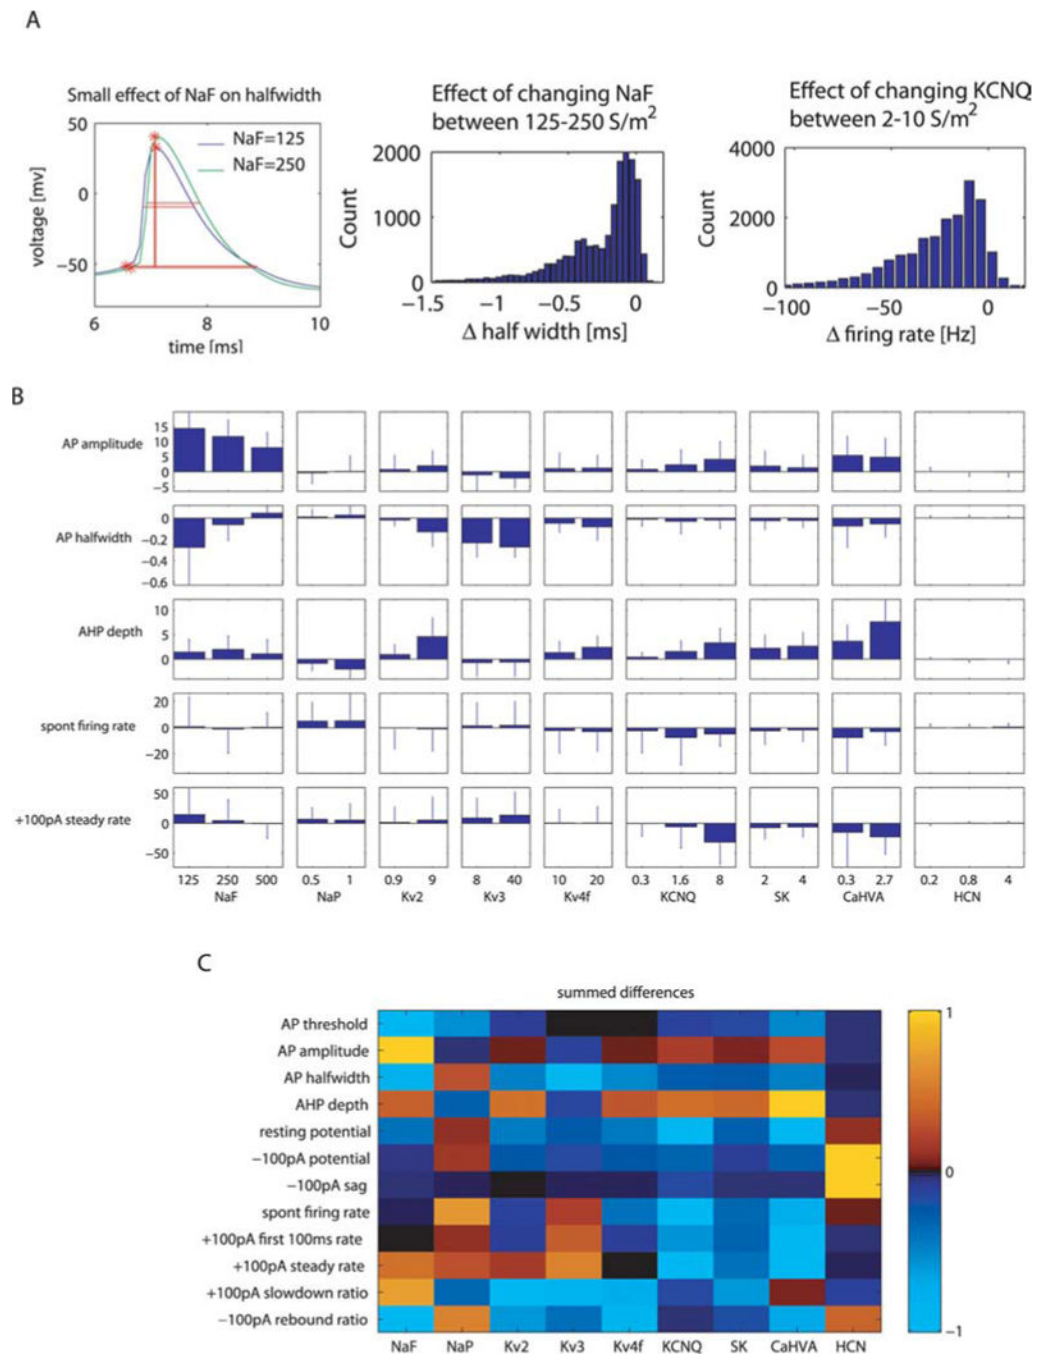 A
Small effect of NaF on halfwidth
50
0
−50
voltage [mv]
NaF=125
NaF=250
6 8 10
time [ms]
Effect of changing NaF
between 125-250 S/m²
2000
1000
0
Count
−1.5 −1 −0.5 0
Δ half width [ms]
Effect of changing KCNQ
between 2-10 S/m²
4000
2000
0
Count
−100 −50 0
Δ firing rate [Hz]
B
AP amplitude
15
10
5
0
−5
AP halfwidth
0
−0.2
−0.4
−0.6
AHP depth
10
5
0
spont firing rate
20
0
−20
+100pA steady rate
50
0
−50
125 250 500 0.5 1 0.9 9 8 40 10 20 0.3 1.6 8 2 4 0.3 2.7 0.2 0.8 4
NaF NaP Kv2 Kv3 Kv4f KCNQ SK CaHVA HCN
C
summed differences
AP threshold
AP amplitude
AP halfwidth
AHP depth
resting potential
−100pA potential
−100pA sag
spont firing rate
+100pA first 100ms rate
+100pA steady rate
+100pA slowdown ratio
−100pA rebound ratio
NaF NaP Kv2 Kv3 Kv4f KCNQ SK CaHVA HCN
1
0
−1